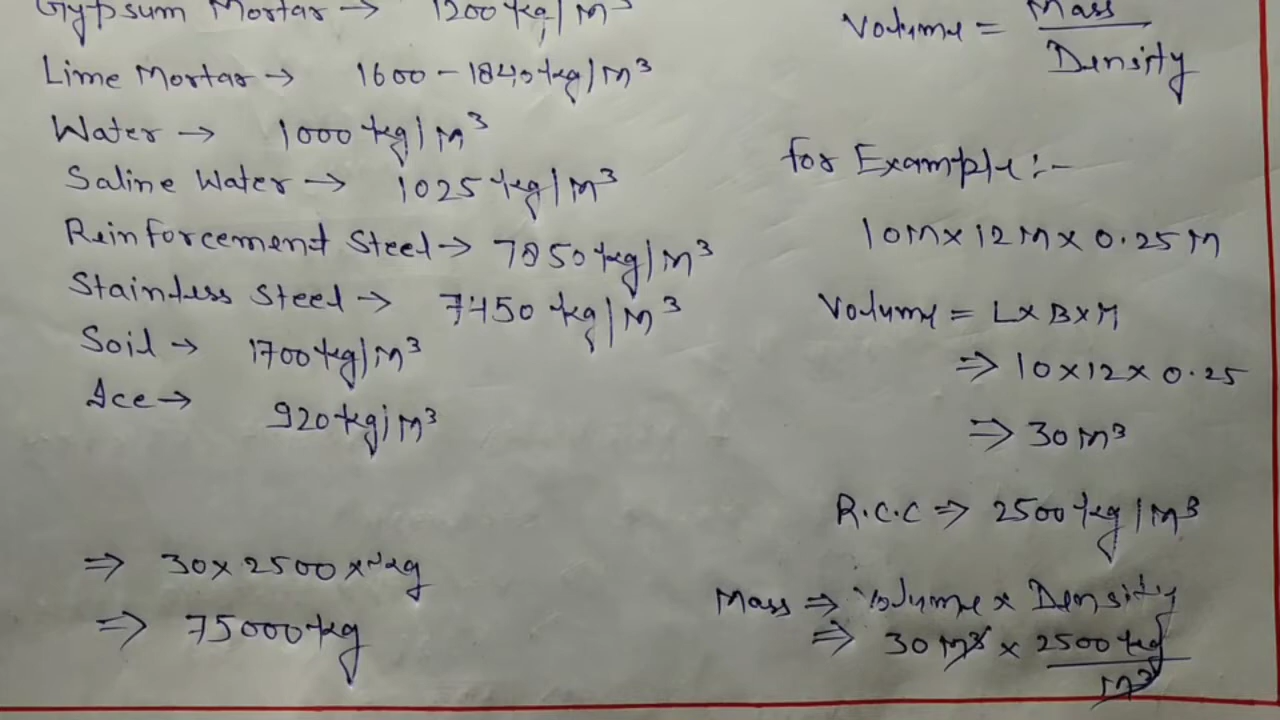 Gypsum Mortar → 1200 kg/m³
Lime Mortar → 1600 - 1840 kg/m³
Water → 1000 kg/m³
Saline Water → 1025 kg/m³
Reinforcement Steel → 7850 kg/m³
Stainless Steel → 7450 kg/m³
Soil → 1700 kg/m³
Ice → 920 kg/m³
⇒ 30 x 2500 x kg
⇒ 75000 kg
Volume = Mass / Density
for Example :-
10m x 12m x 0.25m
Volume = L x B x H
⇒ 10 x 12 x 0.25
⇒ 30 m³
R.C.C ⇒ 2500 kg/m³
Mass ⇒ Volume x Density
⇒ 30 m³ x 2500 kg / m³